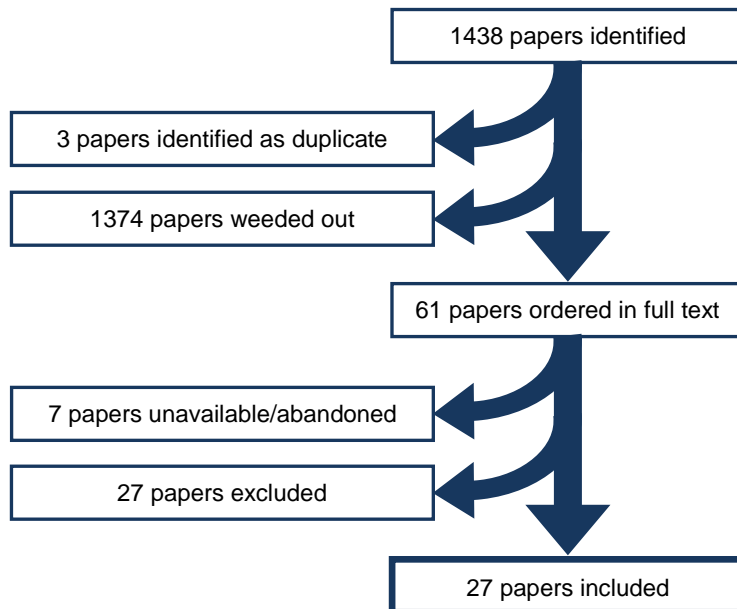 1438 papers identified
3 papers identified as duplicate
1374 papers weeded out
61 papers ordered in full text
7 papers unavailable/abandoned
27 papers excluded
27 papers included